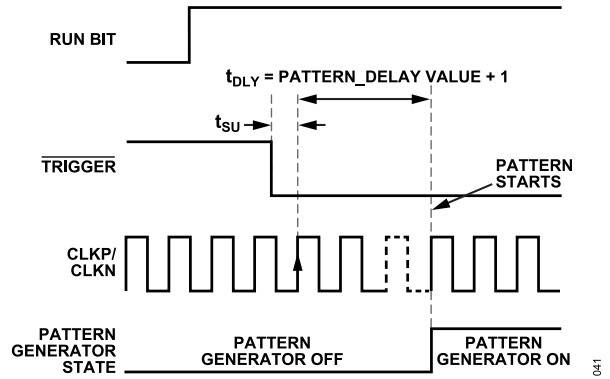 RUN BIT
tDLY = PATTERN_DELAY VALUE + 1
tSU
TRIGGER
PATTERN
STARTS
CLKP/
CLKN
PATTERN
GENERATOR
STATE
PATTERN
GENERATOR OFF
PATTERN
GENERATOR ON
041